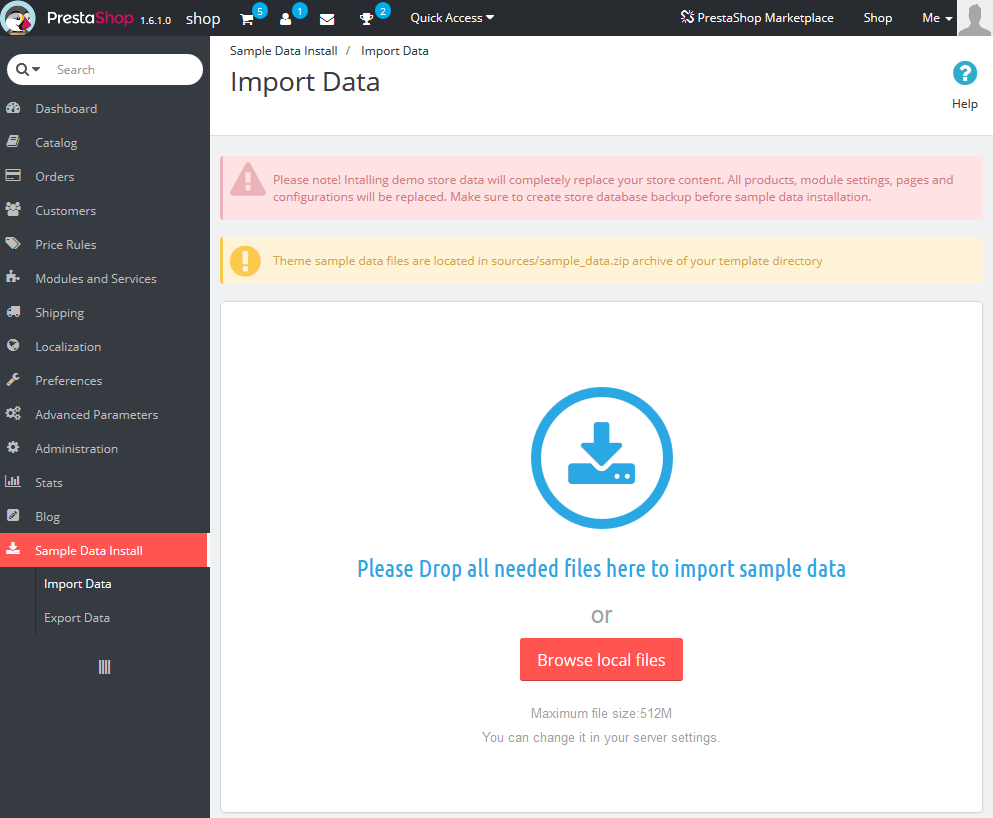 PrestaShop 1.6.1.0 shop 5 1 2 Quick Access PrestaShop Marketplace Shop Me
Search
Dashboard
Catalog
Orders
Customers
Price Rules
Modules and Services
Shipping
Localization
Preferences
Advanced Parameters
Administration
Stats
Blog
Sample Data Install
Import Data
Export Data
Sample Data Install / Import Data
Import Data
? Help
Please note! Intalling demo store data will completely replace your store content. All products, module settings, pages and
configurations will be replaced. Make sure to create store database backup before sample data installation.
Theme sample data files are located in sources/sample_data.zip archive of your template directory
Please Drop all needed files here to import sample data
or
Browse local files
Maximum file size:512M
You can change it in your server settings.